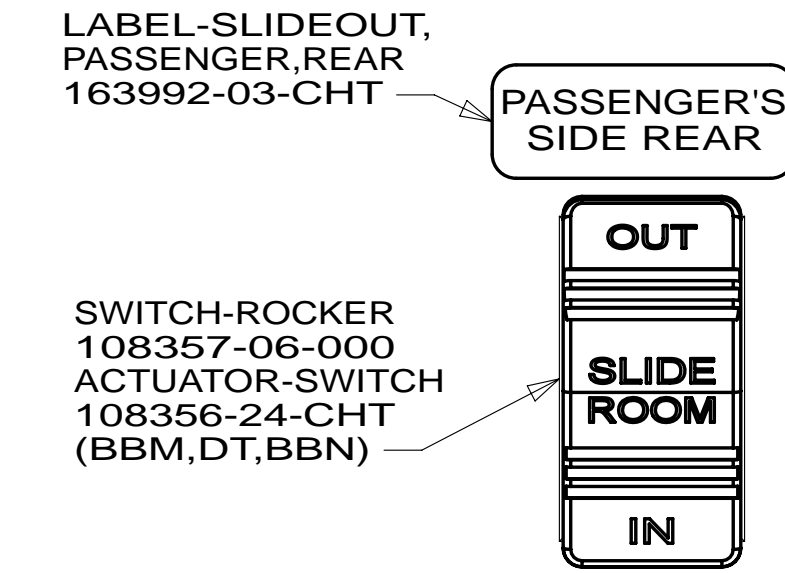 LABEL-SLIDEOUT,
PASSENGER,REAR
163992-03-CHT
PASSENGER'S
SIDE REAR
OUT
SLIDE
ROOM
IN
SWITCH-ROCKER
108357-06-000
ACTUATOR-SWITCH
108356-24-CHT
(BBM,DT,BBN)